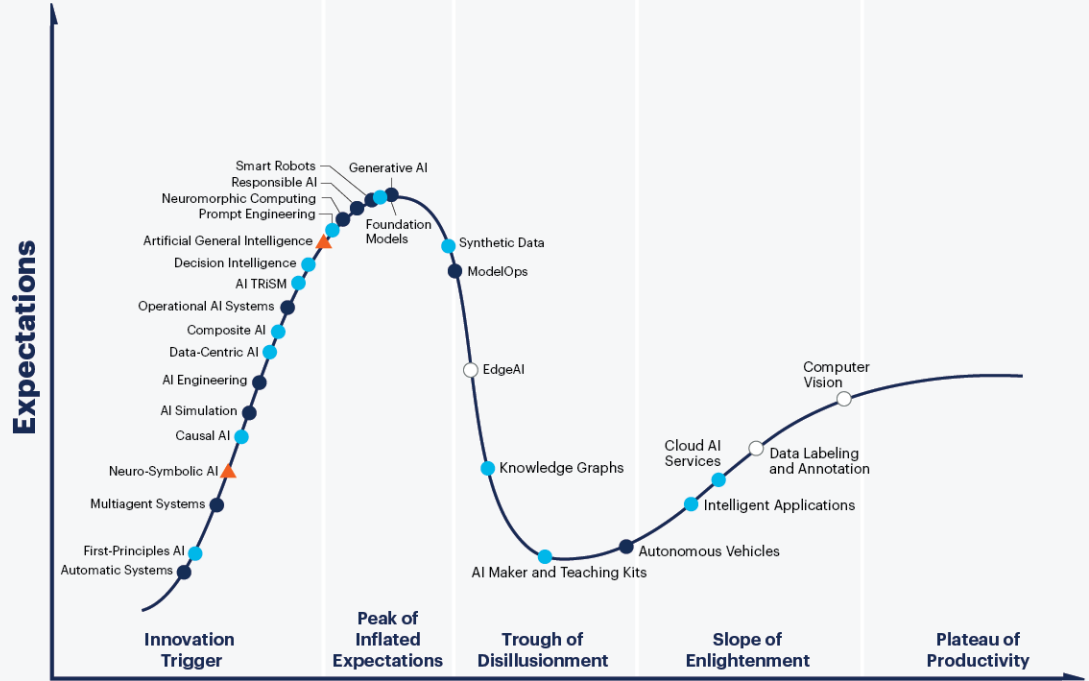 Expectations
Smart Robots
Generative AI
Responsible AI
Neuromorphic Computing
Prompt Engineering
Foundation
Models
Artificial General Intelligence
Synthetic Data
Decision Intelligence
ModelOps
AI TRiSM
Operational AI Systems
Composite AI
Data-Centric AI
EdgeAI
Computer
Vision
AI Engineering
AI Simulation
Causal AI
Cloud AI
Services
Data Labeling
and Annotation
Neuro-Symbolic AI
Knowledge Graphs
Multiagent Systems
Intelligent Applications
First-Principles AI
Autonomous Vehicles
Automatic Systems
AI Maker and Teaching Kits
Innovation
Trigger
Peak of
Inflated
Expectations
Trough of
Disillusionment
Slope of
Enlightenment
Plateau of
Productivity